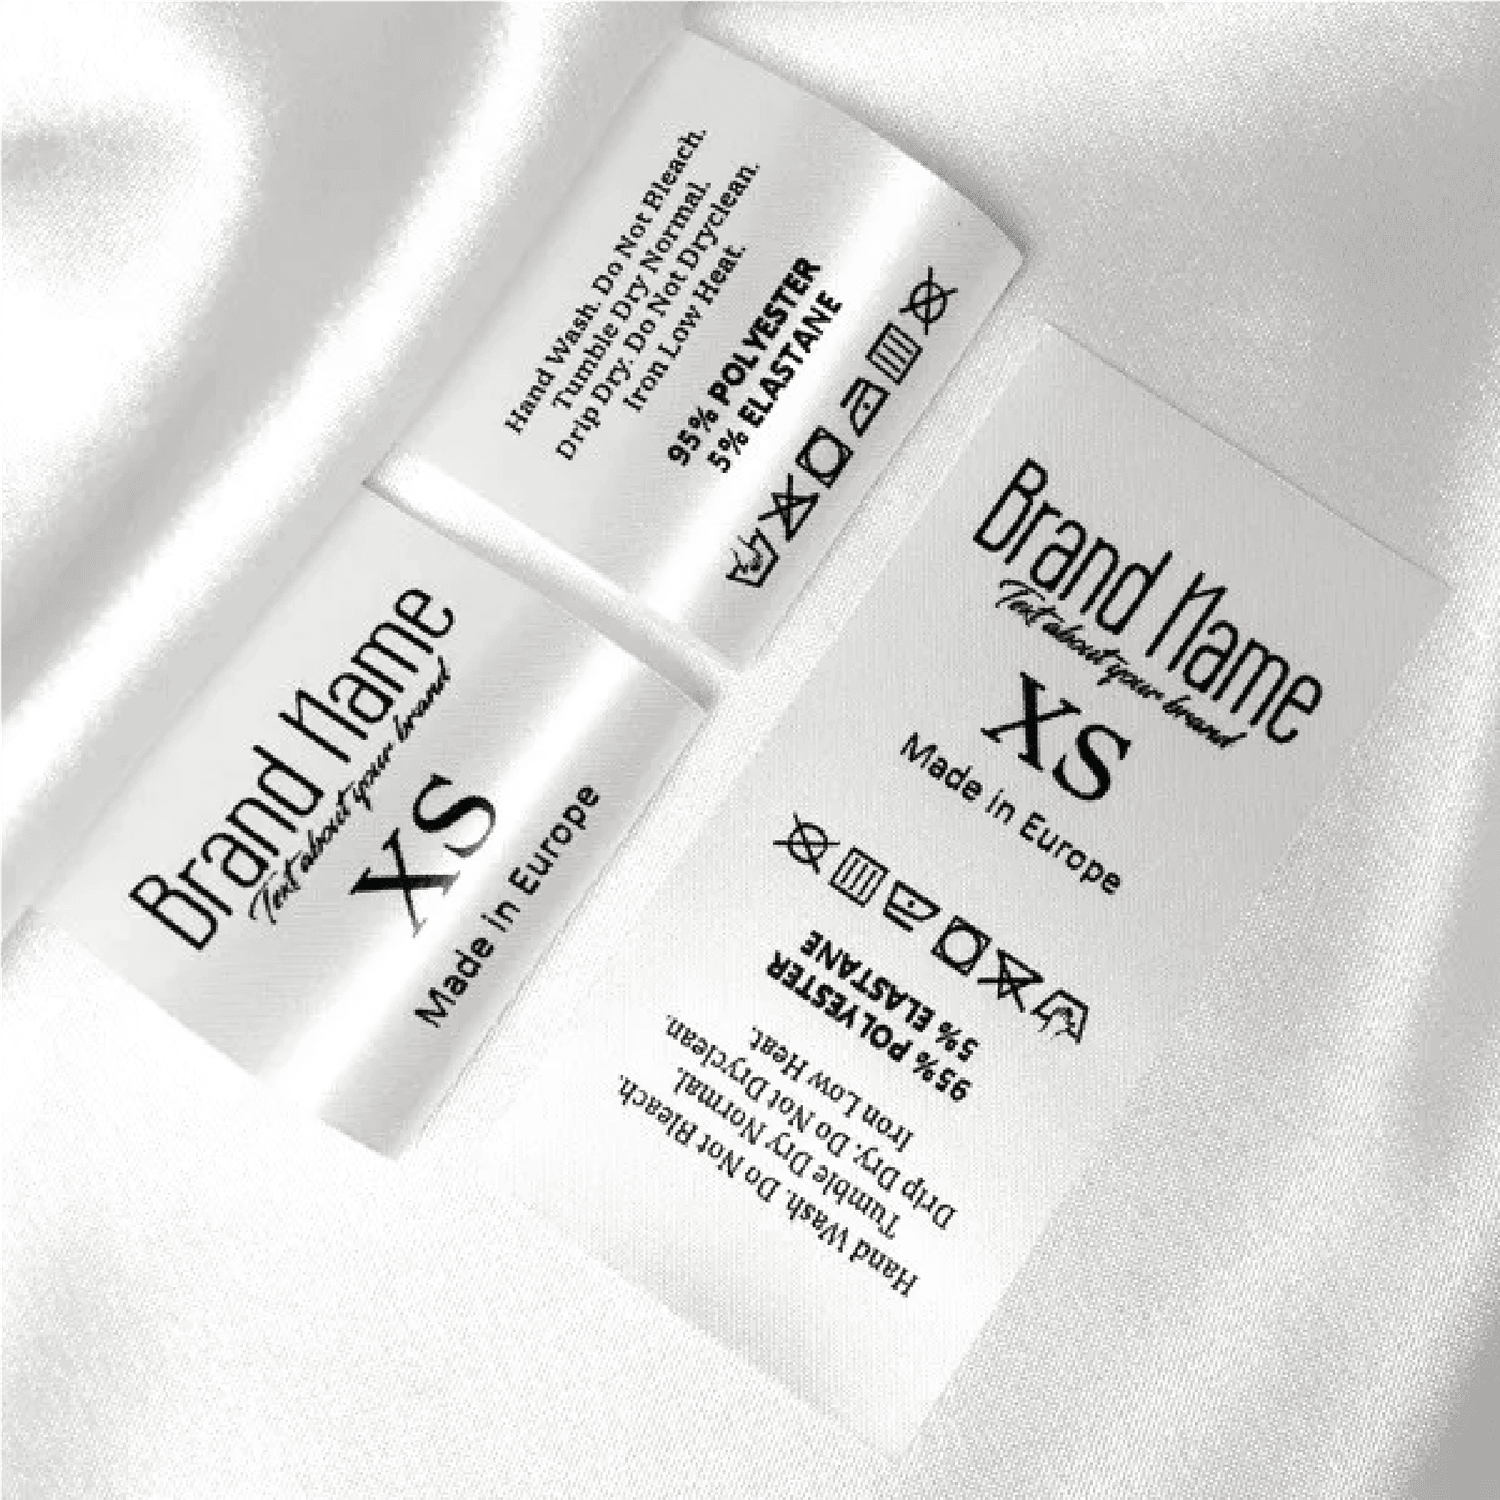 Hand Wash. Do Not Bleach.
Tumble Dry Normal.
Drip Dry. Do Not Dryclean.
Iron Low Heat.
95% POLYESTER
5% ELASTANE
Brand Name
Text about your brand
XS
Made in Europe
Brand Name
Text about your brand
XS
Made in Europe
Hand Wash. Do Not Bleach.
Tumble Dry Normal.
Drip Dry. Do Not Dryclean.
Iron Low Heat.
95% POLYESTER
5% ELASTANE